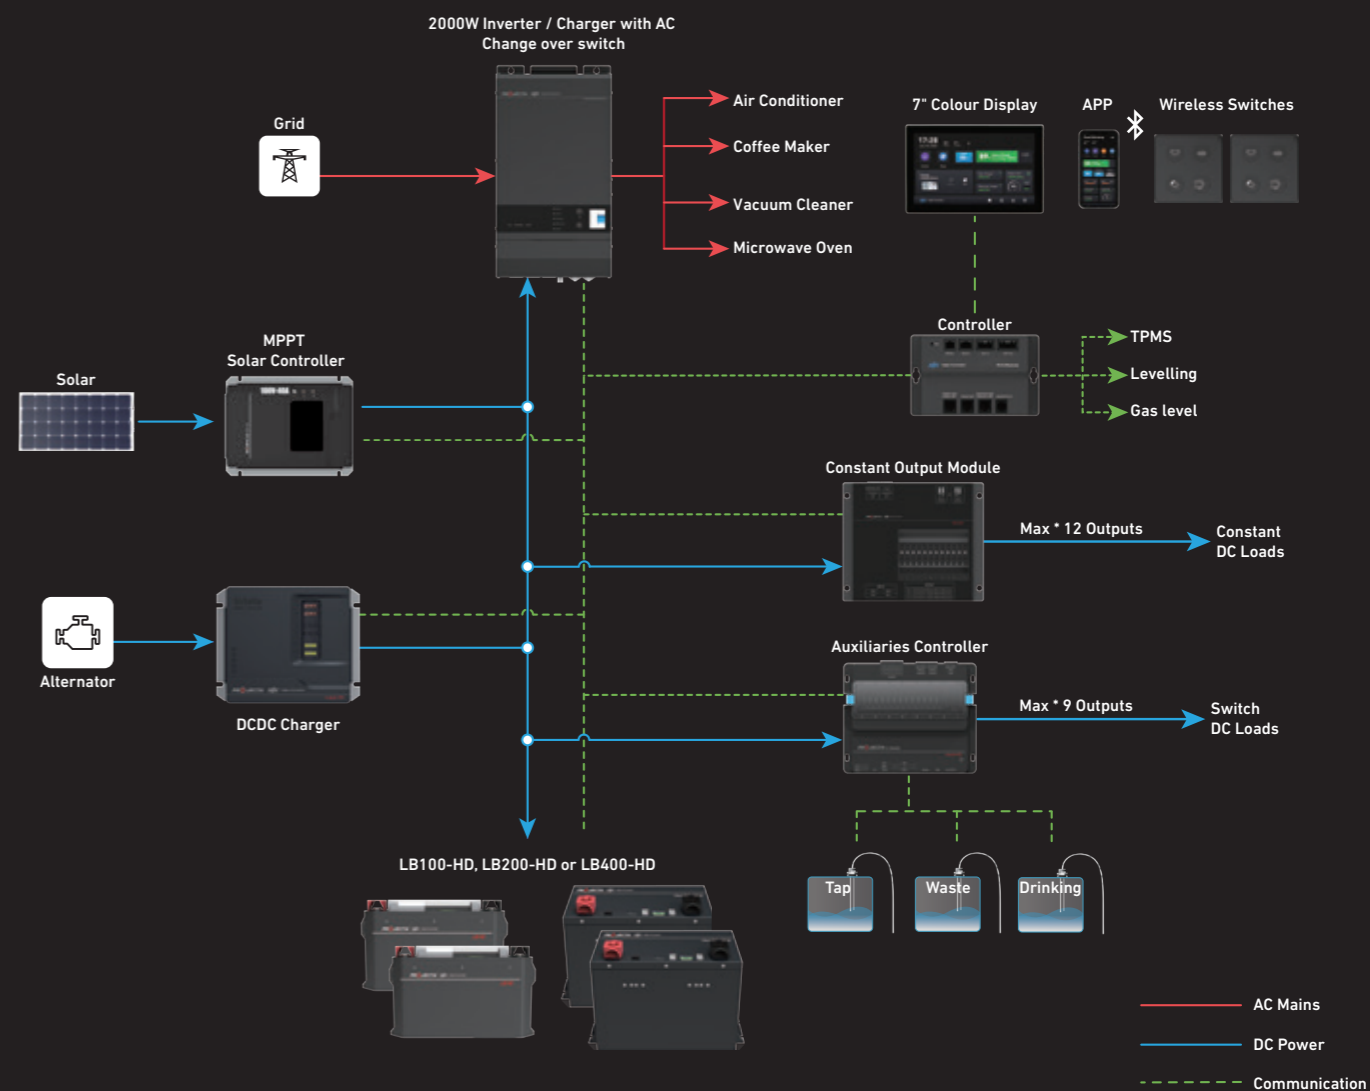 2000W Inverter / Charger with AC
Change over switch
Grid
Air Conditioner
Coffee Maker
Vacuum Cleaner
Microwave Oven
7" Colour Display
APP
Wireless Switches
17:28
MPPT
Solar Controller
Solar
Controller
TPMS
Levelling
Gas level
Constant Output Module
Max * 12 Outputs
Constant
DC Loads
Alternator
DCDC Charger
Auxiliaries Controller
Max * 9 Outputs
Switch
DC Loads
LB100-HD, LB200-HD or LB400-HD
Tap
Waste
Drinking
AC Mains
DC Power
Communication